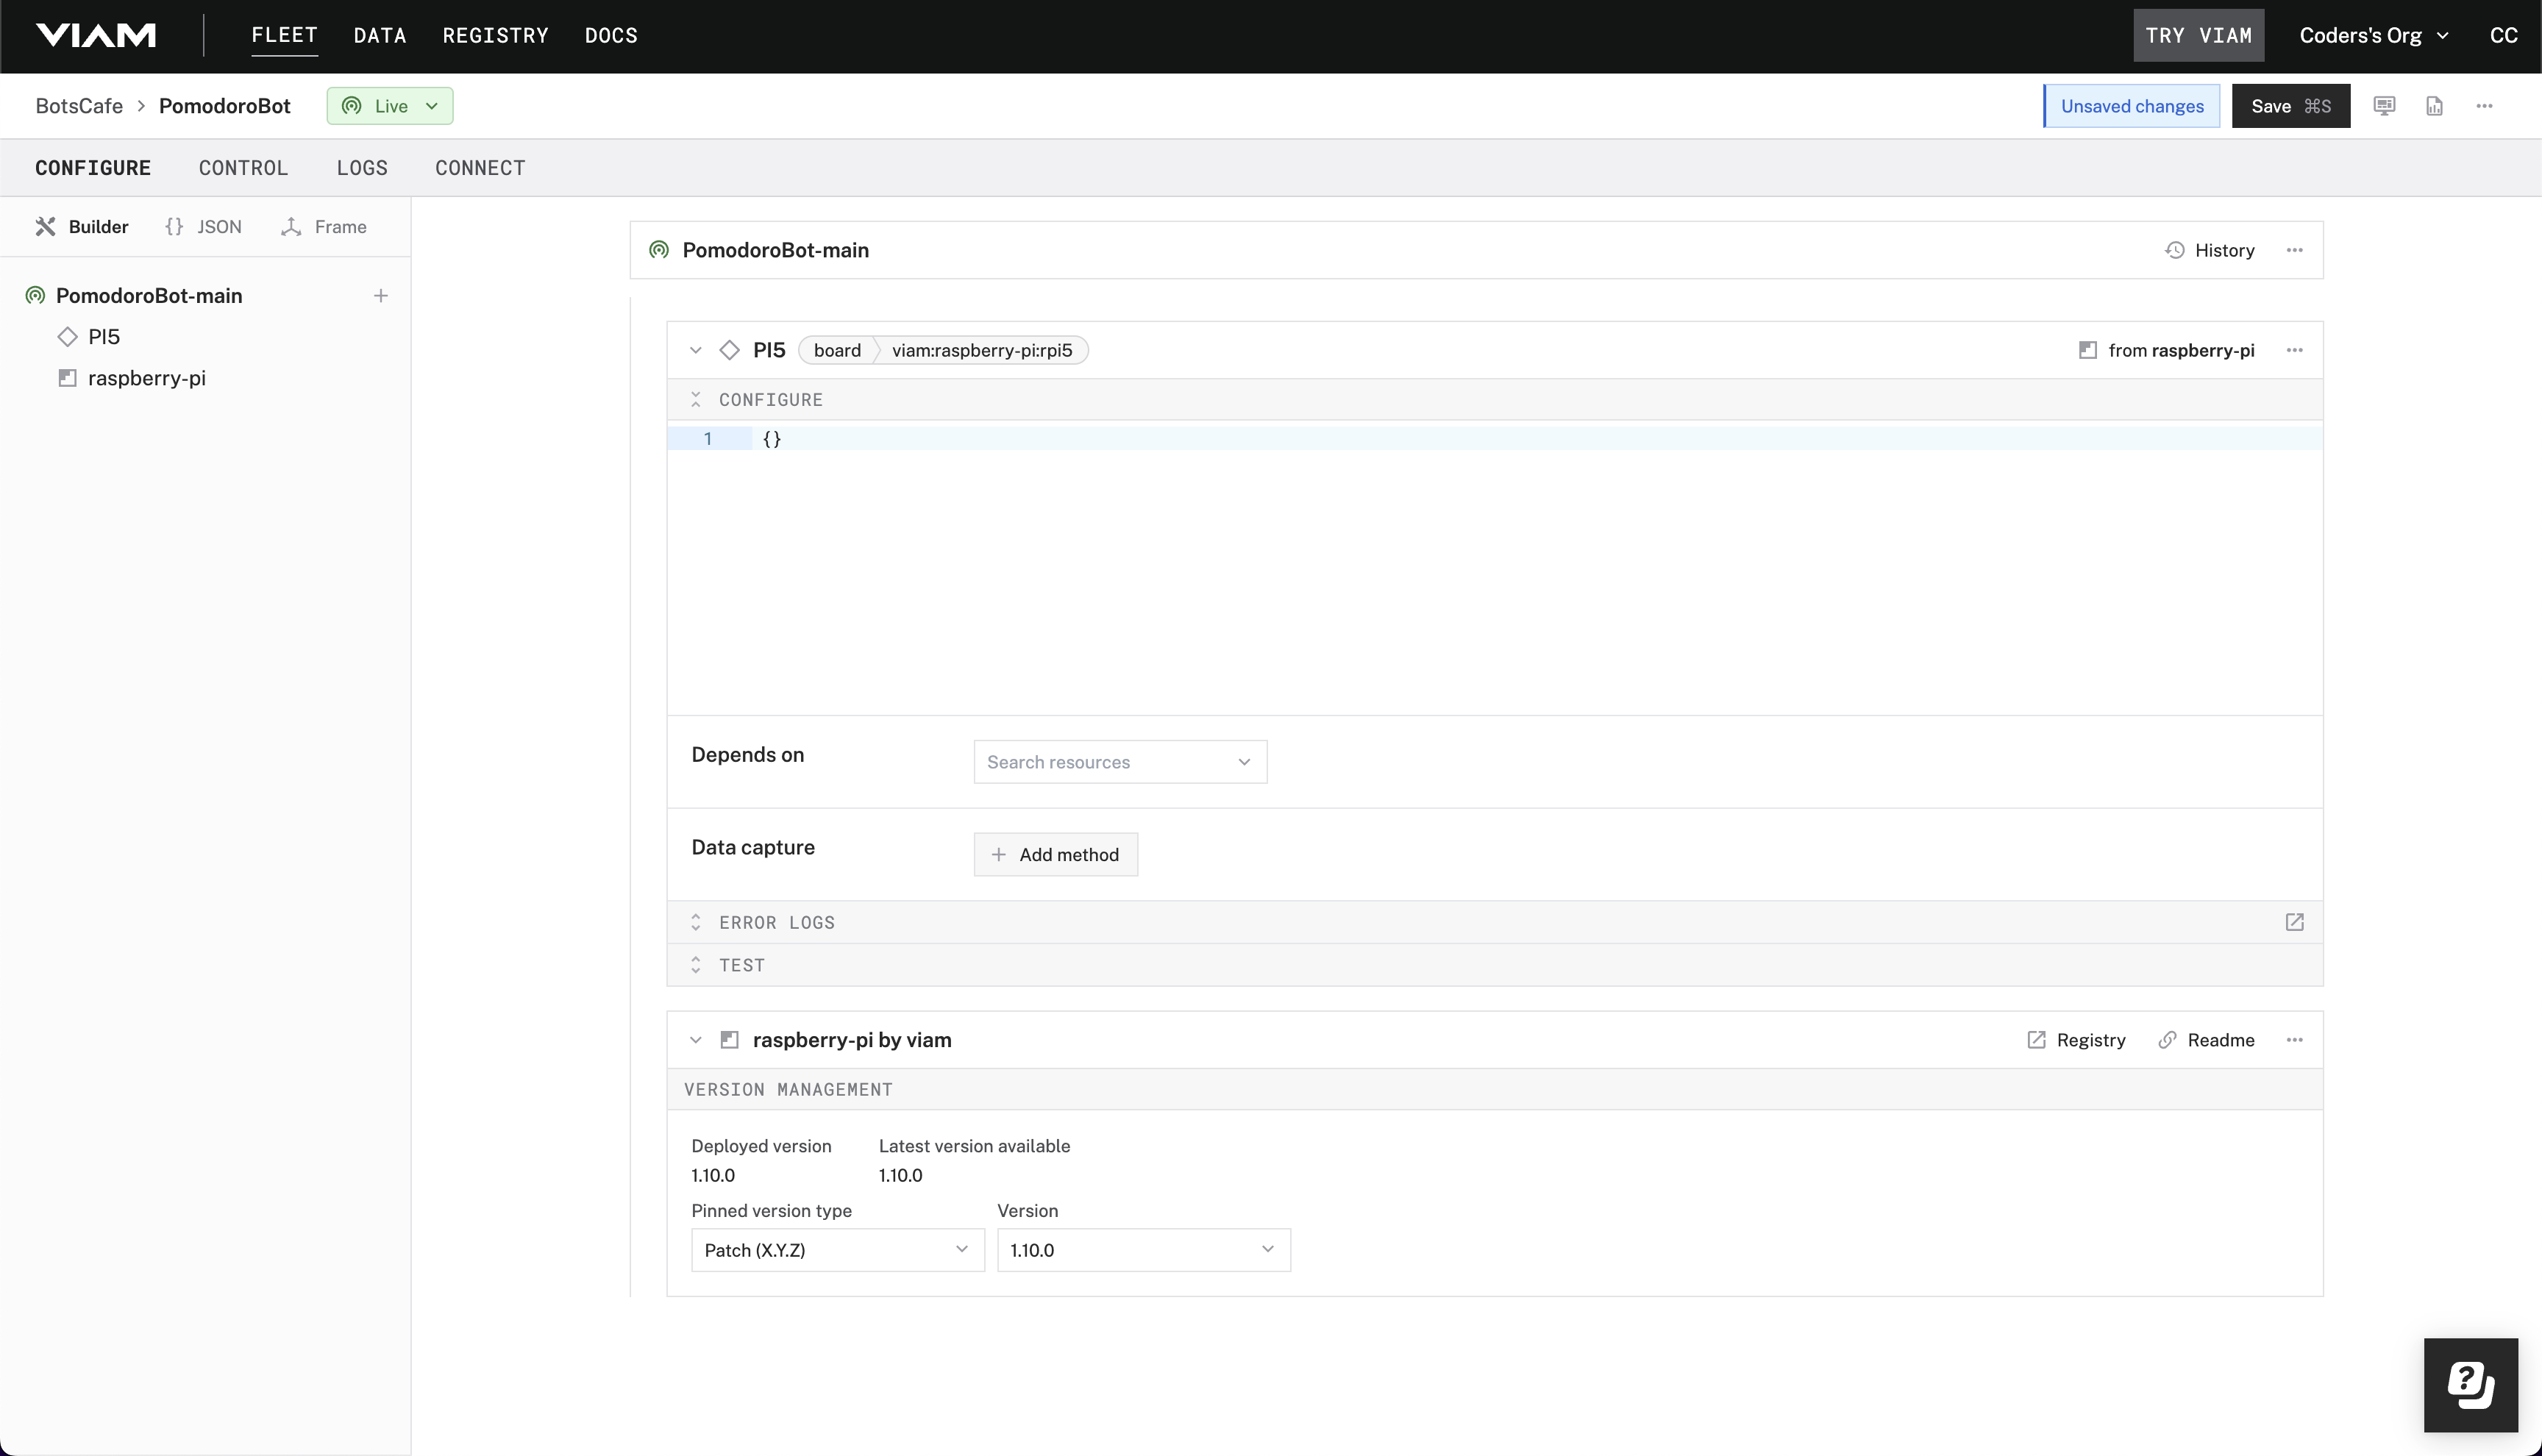 VIAM FLEET DATA REGISTRY DOCS TRY VIAM Coders's Org CC
BotsCafe > PomodoroBot Live Unsaved changes Save ⌘S
CONFIGURE CONTROL LOGS CONNECT
Builder {} JSON Frame
PomodoroBot-main
PI5
raspberry-pi
PomodoroBot-main History
PI5 board viam:raspberry-pi:rpi5 from raspberry-pi
CONFIGURE
1 {}
Depends on Search resources
Data capture + Add method
ERROR LOGS
TEST
raspberry-pi by viam Registry Readme
VERSION MANAGEMENT
Deployed version Latest version available
1.10.0 1.10.0
Pinned version type Version
Patch (X.Y.Z) 1.10.0
?